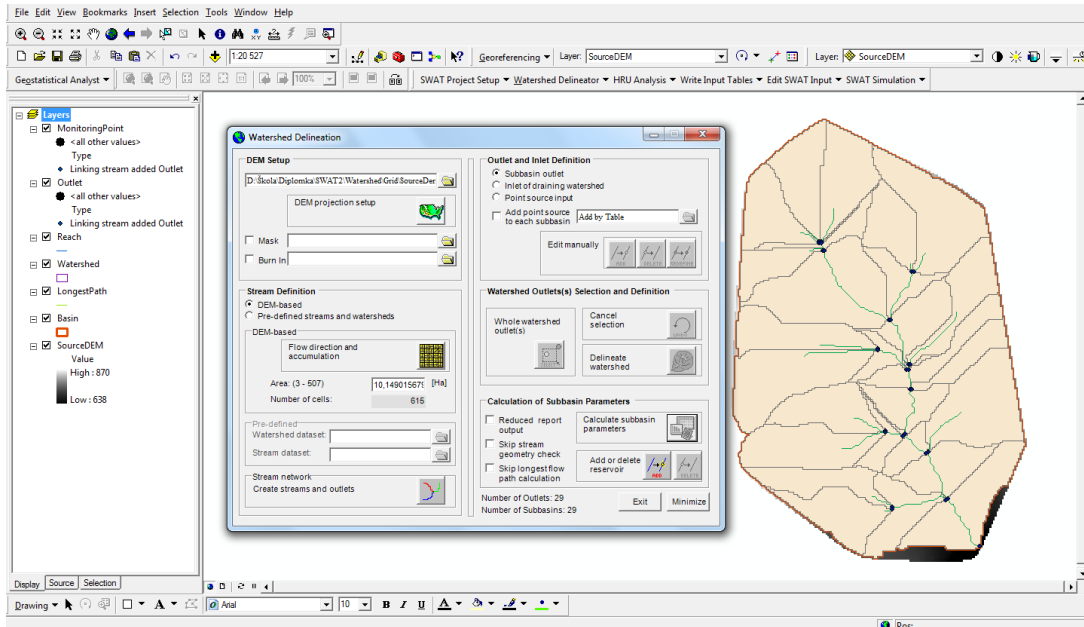 File Edit View Bookmarks Insert Selection Tools Window Help
1:20 527
Georeferencing Layer: SourceDEM
Layer: SourceDEM
Geostatistical Analyst
100%
SWAT Project Setup Watershed Delineator HRU Analysis Write Input Tables Edit SWAT Input SWAT Simulation
Layers
MonitoringPoint
<all other values>
Type
Linking stream added Outlet
Outlet
<all other values>
Type
Linking stream added Outlet
Reach
Watershed
LongestPath
Basin
SourceDEM
Value
High : 870
Low : 638
Display Source Selection
Watershed Delineation
DEM Setup
D:\Škola\Diplomka\SWAT2\Watershed\Grid\SourceDer
DEM projection setup
Mask
Burn In
Stream Definition
DEM-based
Pre-defined streams and watersheds
DEM-based
Flow direction and
accumulation
Area: (3 - 507) 10,149015675 [Ha]
Number of cells: 615
Pre-defined
Watershed dataset:
Stream dataset:
Stream network
Create streams and outlets
Outlet and Inlet Definition
Subbasin outlet
Inlet of draining watershed
Point source input
Add point source
to each subbasin
Add by Table
Edit manually
ADD DELETE REDEFINE
Watershed Outlets(s) Selection and Definition
Whole watershed
outlet(s)
SELECT
Cancel
selection
Delineate
watershed
Calculation of Subbasin Parameters
Reduced report
output
Skip stream
geometry check
Skip longest flow
path calculation
Calculate subbasin
parameters
Add or delete
reservoir
ADD DELETE
Number of Outlets: 29
Number of Subbasins: 29
Exit Minimize
Drawing
Arial 10 B I U A